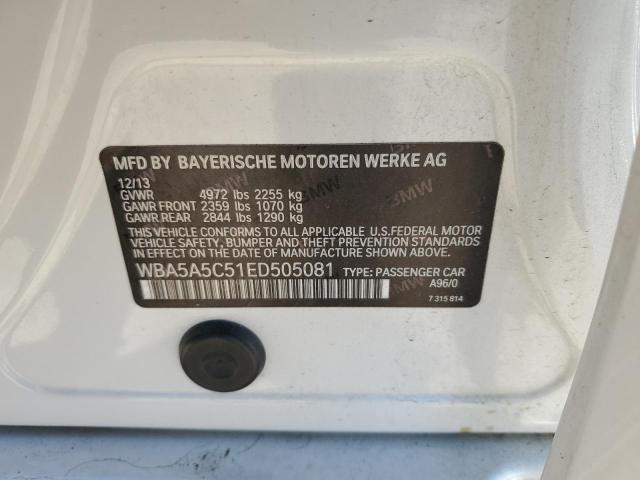 MFD BY BAYERISCHE MOTOREN WERKE AG
12/13
GVWR 4972 lbs 2255 kg
GAWR FRONT 2359 lbs 1070 kg
GAWR REAR 2844 lbs 1290 kg
THIS VEHICLE CONFORMS TO ALL APPLICABLE U.S.FEDERAL MOTOR
VEHICLE SAFETY, BUMPER, AND THEFT PREVENTION STANDARDS
IN EFFECT ON THE DATE OF MANUFACTURE SHOWN ABOVE.
WBA5A5C51ED505081 TYPE: PASSENGER CAR
A96/0
7 315 814
BMW
BMW